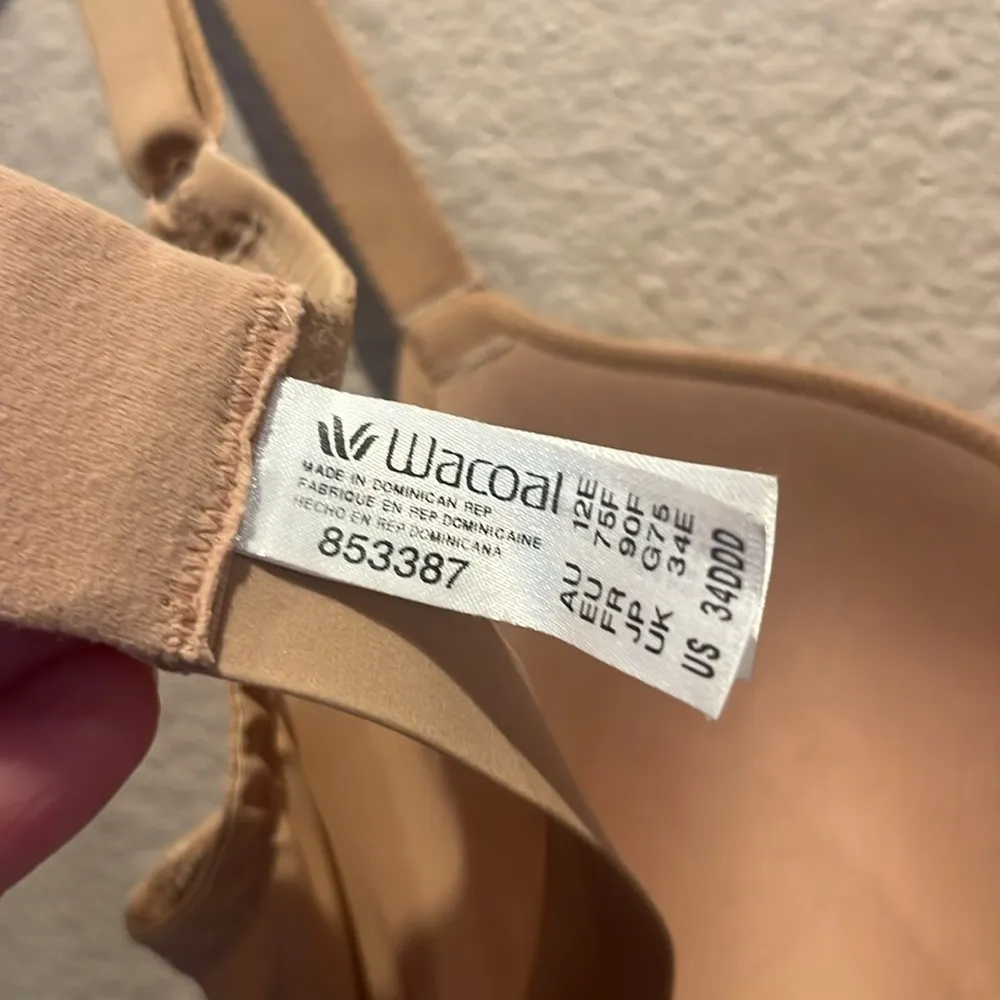 Wacoal
MADE IN DOMINICAN REP
FABRIQUE EN REP DOMINICAINE
HECHO EN REP DOMINICANA
853387
AU 12E
EU 75F
FR 90F
JP G75
UK 34E
US 34DDD